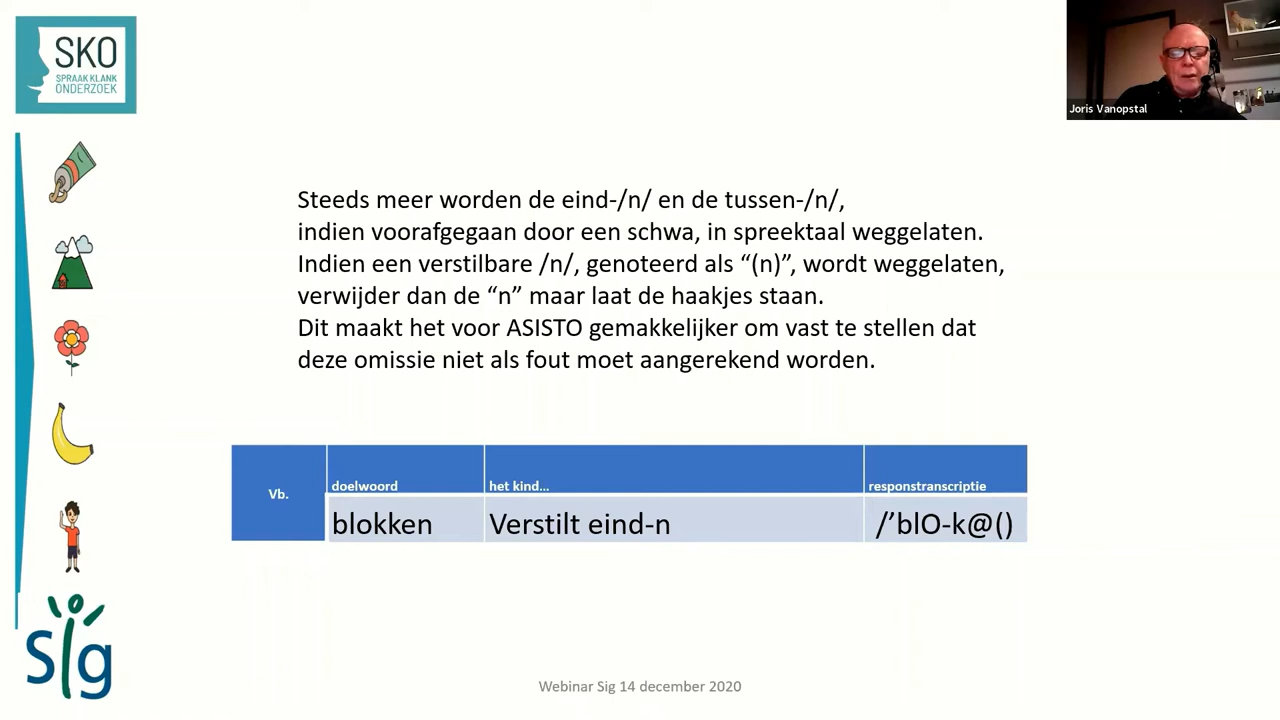 SKO
SPRAAK KLANK
ONDERZOEK
Joris Vanopstal
Steeds meer worden de eind-/n/ en de tussen-/n/,
indien voorafgegaan door een schwa, in spreektaal weggelaten.
Indien een verstilbare /n/, genoteerd als “(n)”, wordt weggelaten,
verwijder dan de “n” maar laat de haakjes staan.
Dit maakt het voor ASISTO gemakkelijker om vast te stellen dat
deze omissie niet als fout moet aangerekend worden.
Vb. doelwoord het kind... responstranscriptie
blokken Verstilt eind-n /’blO-k@()
sig
Webinar Sig 14 december 2020